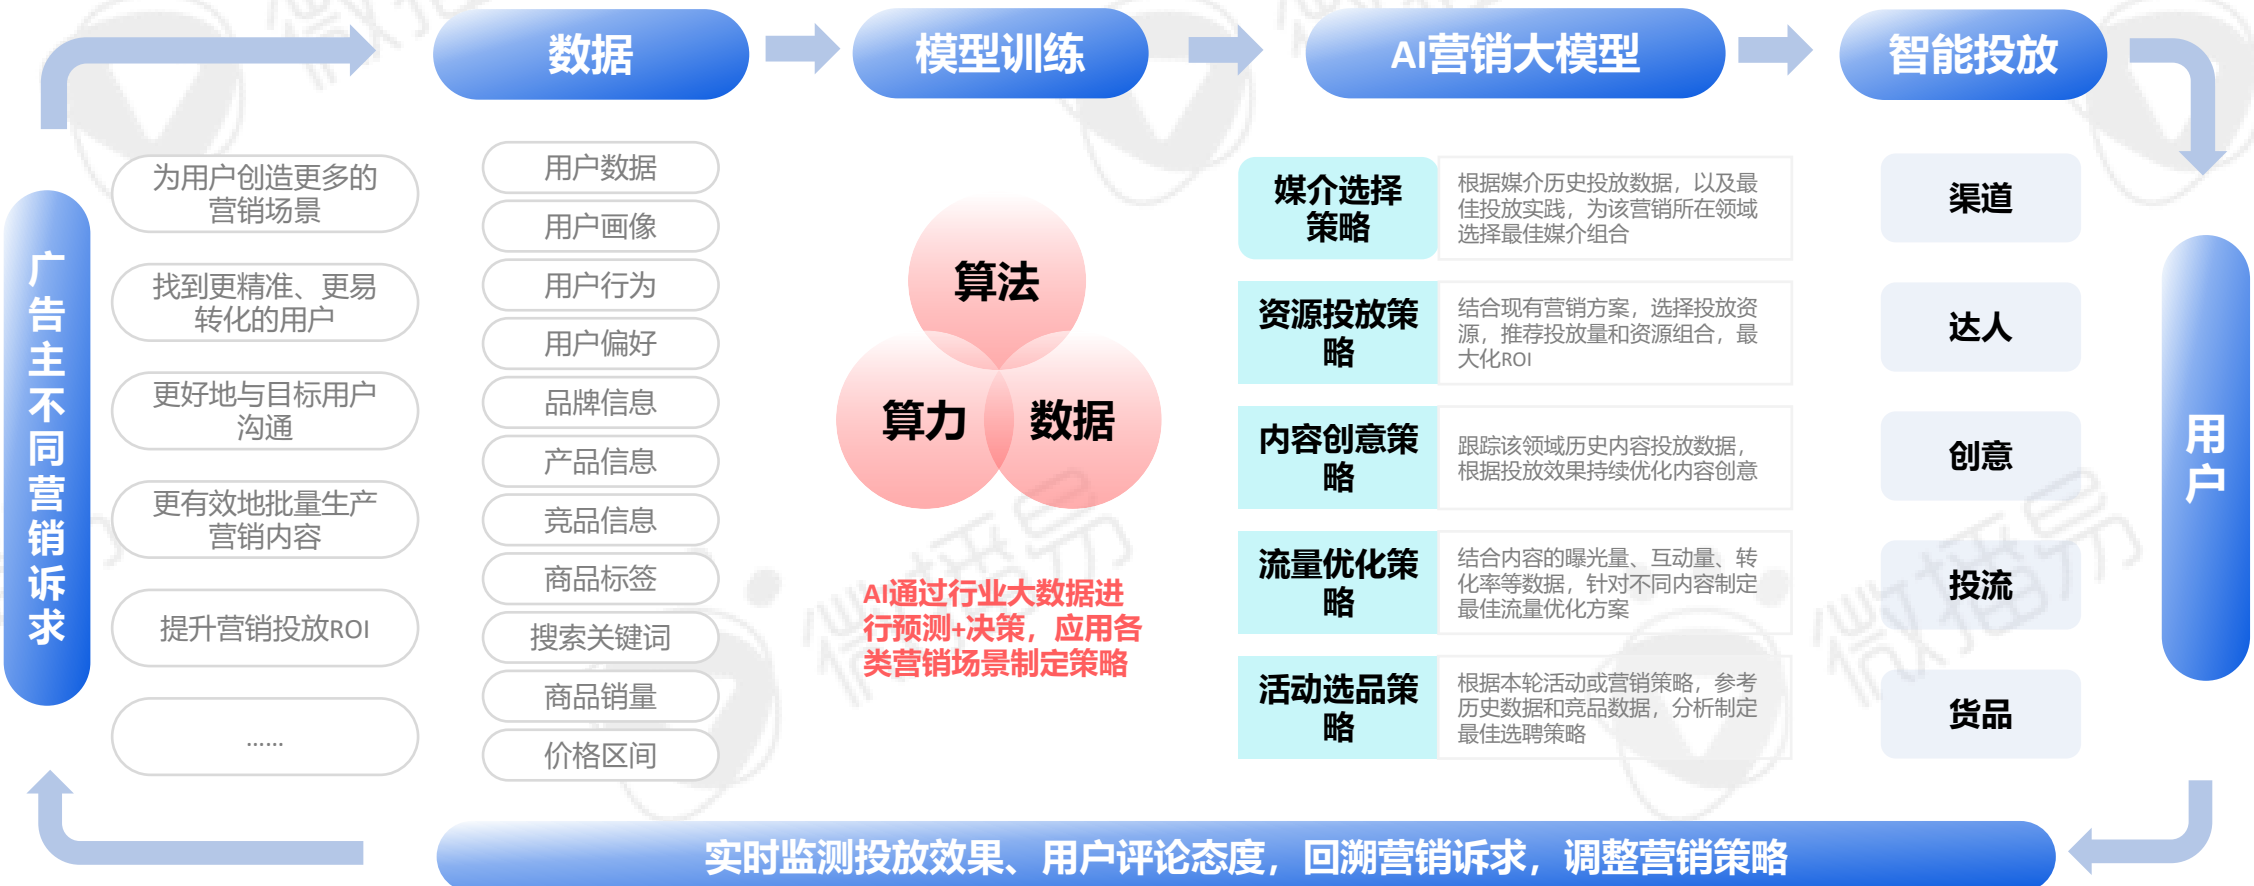 数据
模型训练
AI营销大模型
智能投放
广告主不同营销诉求
为用户创造更多的
营销场景
找到更精准、更易
转化的用户
更好地与目标用户
沟通
更有效地批量生产
营销内容
提升营销投放ROI
......
用户数据
用户画像
用户行为
用户偏好
品牌信息
产品信息
竞品信息
商品标签
搜索关键词
商品销量
价格区间
算法
算力
数据
AI通过行业大数据进
行预测+决策，应用各
类营销场景制定策略
媒介选择
策略
根据媒介历史投放数据，以及最
佳投放实践，为该营销所在领域
选择最佳媒介组合
资源投放策
略
结合现有营销方案，选择投放资
源，推荐投放量和资源组合，最
大化ROI
内容创意策
略
跟踪该领域历史内容投放数据，
根据投放效果持续优化内容创意
流量优化策
略
结合内容的曝光量、互动量、转
化率等数据，针对不同内容制定
最佳流量优化方案
活动选品策
略
根据本轮活动或营销策略，参考
历史数据和竞品数据，分析制定
最佳选聘策略
渠道
达人
创意
投流
货品
用户
实时监测投放效果、用户评论态度，回溯营销诉求，调整营销策略
微播易
微播易